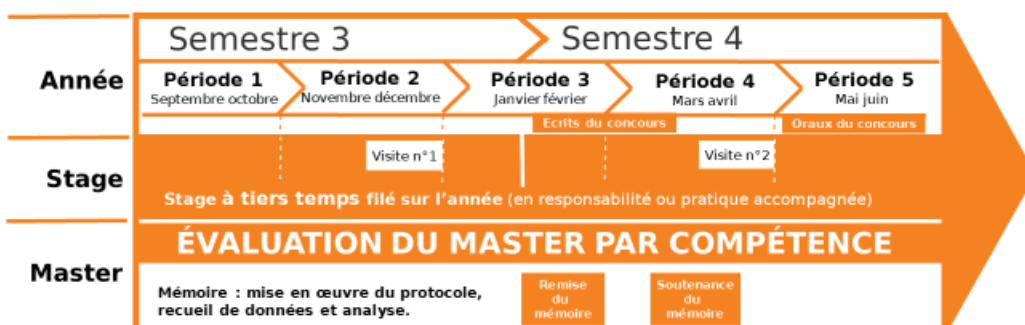 Semestre 3
Semestre 4
Année
Période 1
Septembre octobre
Période 2
Novembre décembre
Période 3
Janvier février
Période 4
Mars avril
Période 5
Mai juin
Ecrits du concours
Oraux du concours
Stage
Visite n°1
Visite n°2
Stage à tiers temps filé sur l’année (en responsabilité ou pratique accompagnée)
Master
ÉVALUATION DU MASTER PAR COMPÉTENCE
Mémoire : mise en œuvre du protocole,
recueil de données et analyse.
Remise
du
mémoire
Soutenance
du
mémoire